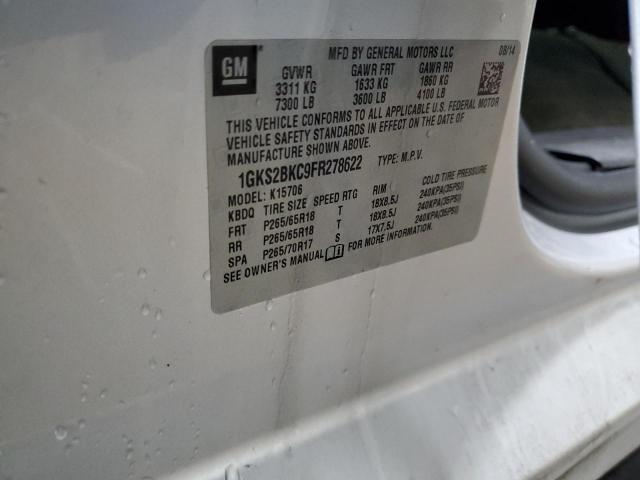 GM
MFD BY GENERAL MOTORS LLC 08/14
GVWR GAWR FRT GAWR RR
3311 KG 1633 KG 1860 KG
7300 LB 3600 LB 4100 LB
THIS VEHICLE CONFORMS TO ALL APPLICABLE U.S. FEDERAL MOTOR
VEHICLE SAFETY STANDARDS IN EFFECT ON THE DATE OF
MANUFACTURE SHOWN ABOVE.
1GKS2BKC9FR278622 TYPE: M.P.V.
MODEL: K15706
KBDQ TIRE SIZE SPEED RTG RIM COLD TIRE PRESSURE
FRT P265/65R18 T 18X8.5J 240KPA(35PSI)
RR P265/65R18 T 18X8.5J 240KPA(35PSI)
SPA P265/70R17 S 17X7.5J 240KPA(35PSI)
SEE OWNER'S MANUAL FOR MORE INFORMATION.